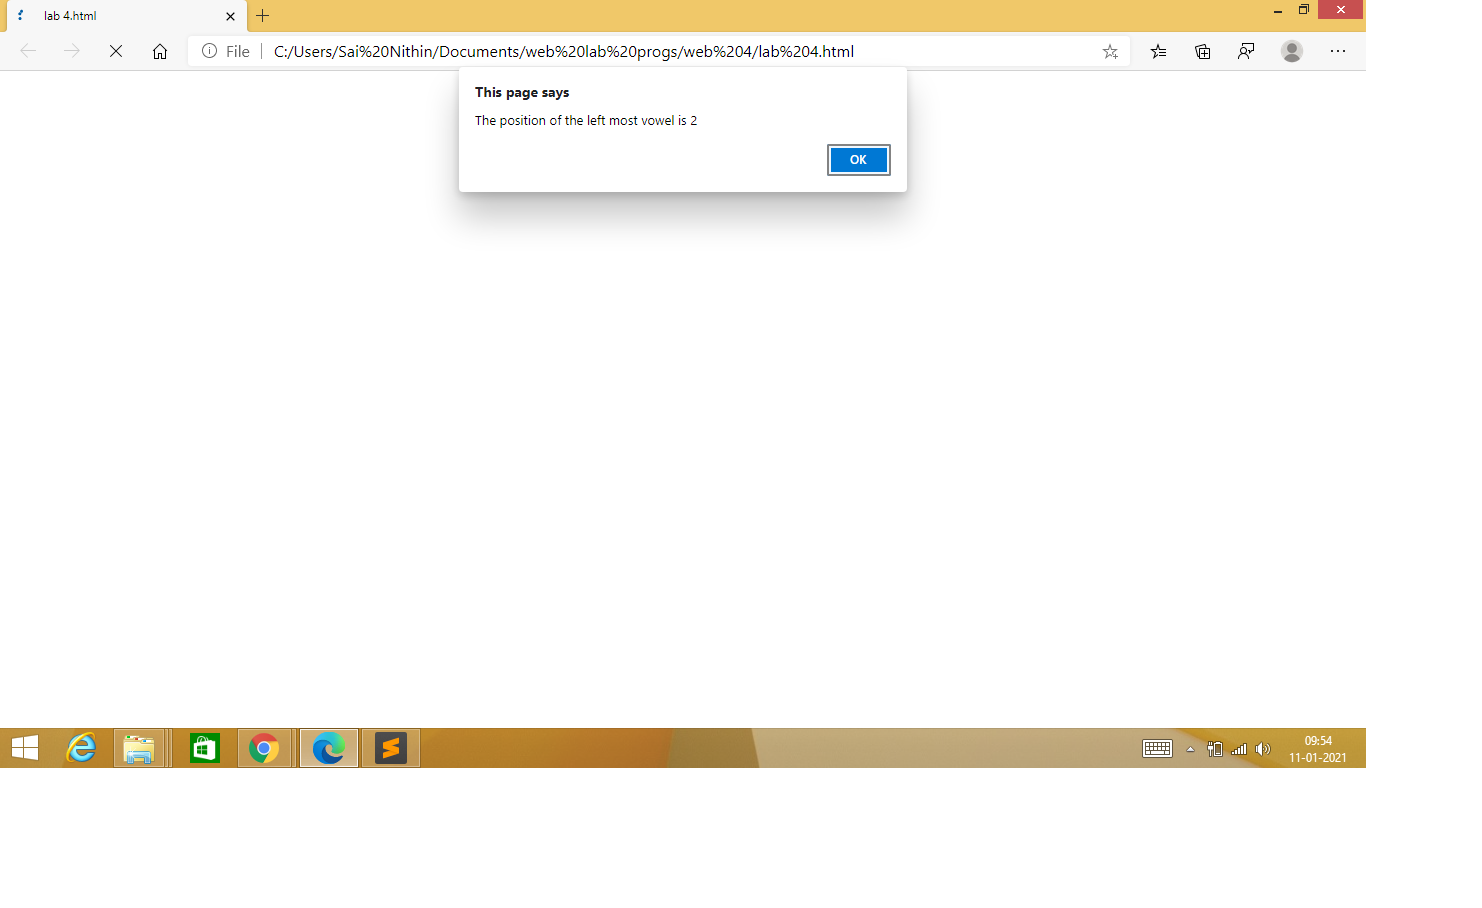 lab 4.html
File
C:/Users/Sai%20Nithin/Documents/web%20lab%20progs/web%204/lab%204.html
This page says
The position of the left most vowel is 2
OK
09:54
11-01-2021